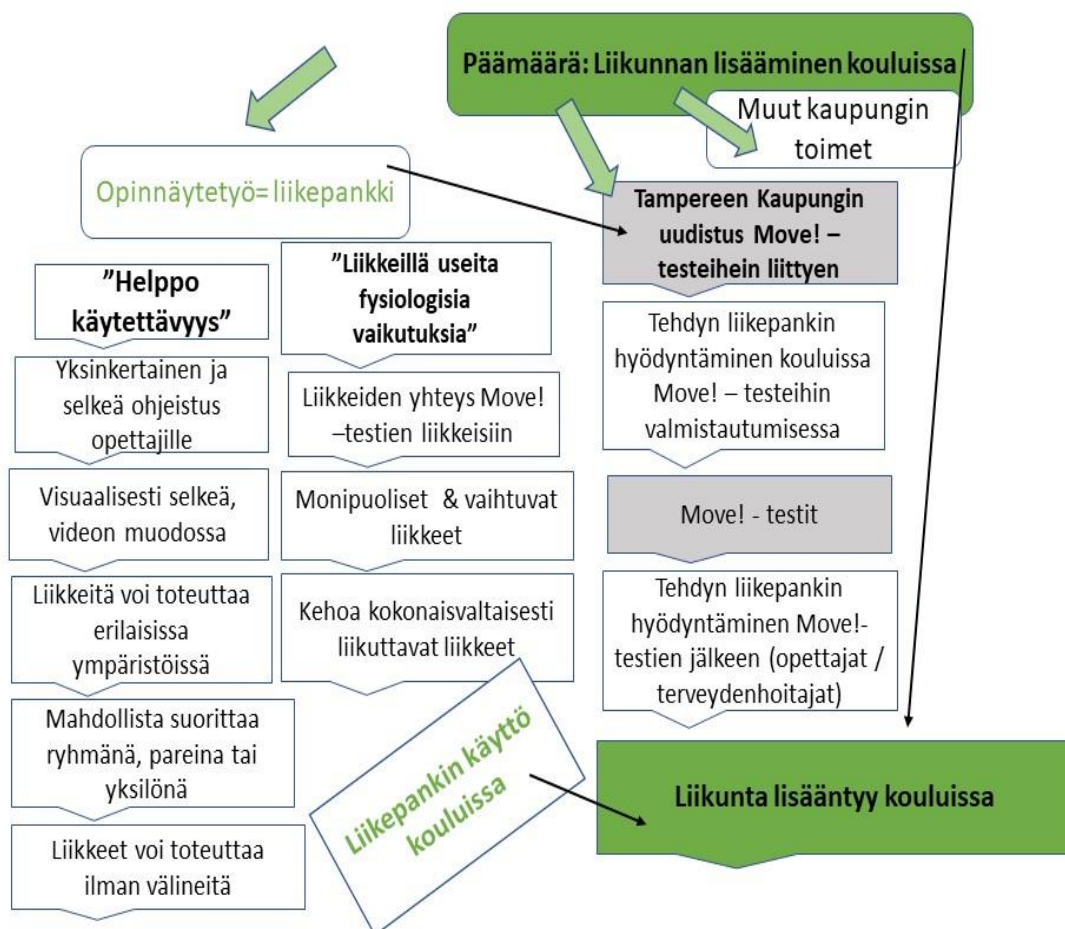 Päämäärä: Liikunnan lisääminen kouluissa
Muut kaupungin
toimet
Opinnäytetyö= liikepankki
Tampereen Kaupungin
uudistus Move! –
testeihein liittyen
"Helppo
käytettävyys"
"Liikkeillä useita
fysiologisia
vaikutuksia"
Tehdyn liikepankin
hyödyntäminen kouluissa
Move! – testeihin
valmistautumisessa
Yksinkertainen ja
selkeä ohjeistus
opettajille
Liikkeiden yhteys Move!
–testien liikkeisiin
Visuaalisesti selkeä,
videon muodossa
Monipuoliset & vaihtuvat
liikkeet
Move! - testit
Liikkeitä voi toteuttaa
erilaisissa
ympäristöissä
Kehoa kokonaisvaltaisesti
liikuttavat liikkeet
Tehdyn liikepankin
hyödyntäminen Move!-
testien jälkeen (opettajat /
terveydenhoitajat)
Mahdollista suorittaa
ryhmänä, pareina tai
yksilönä
Liikepankin käyttö
kouluissa
Liikunta lisääntyy kouluissa
Liikkeet voi toteuttaa
ilman välineitä